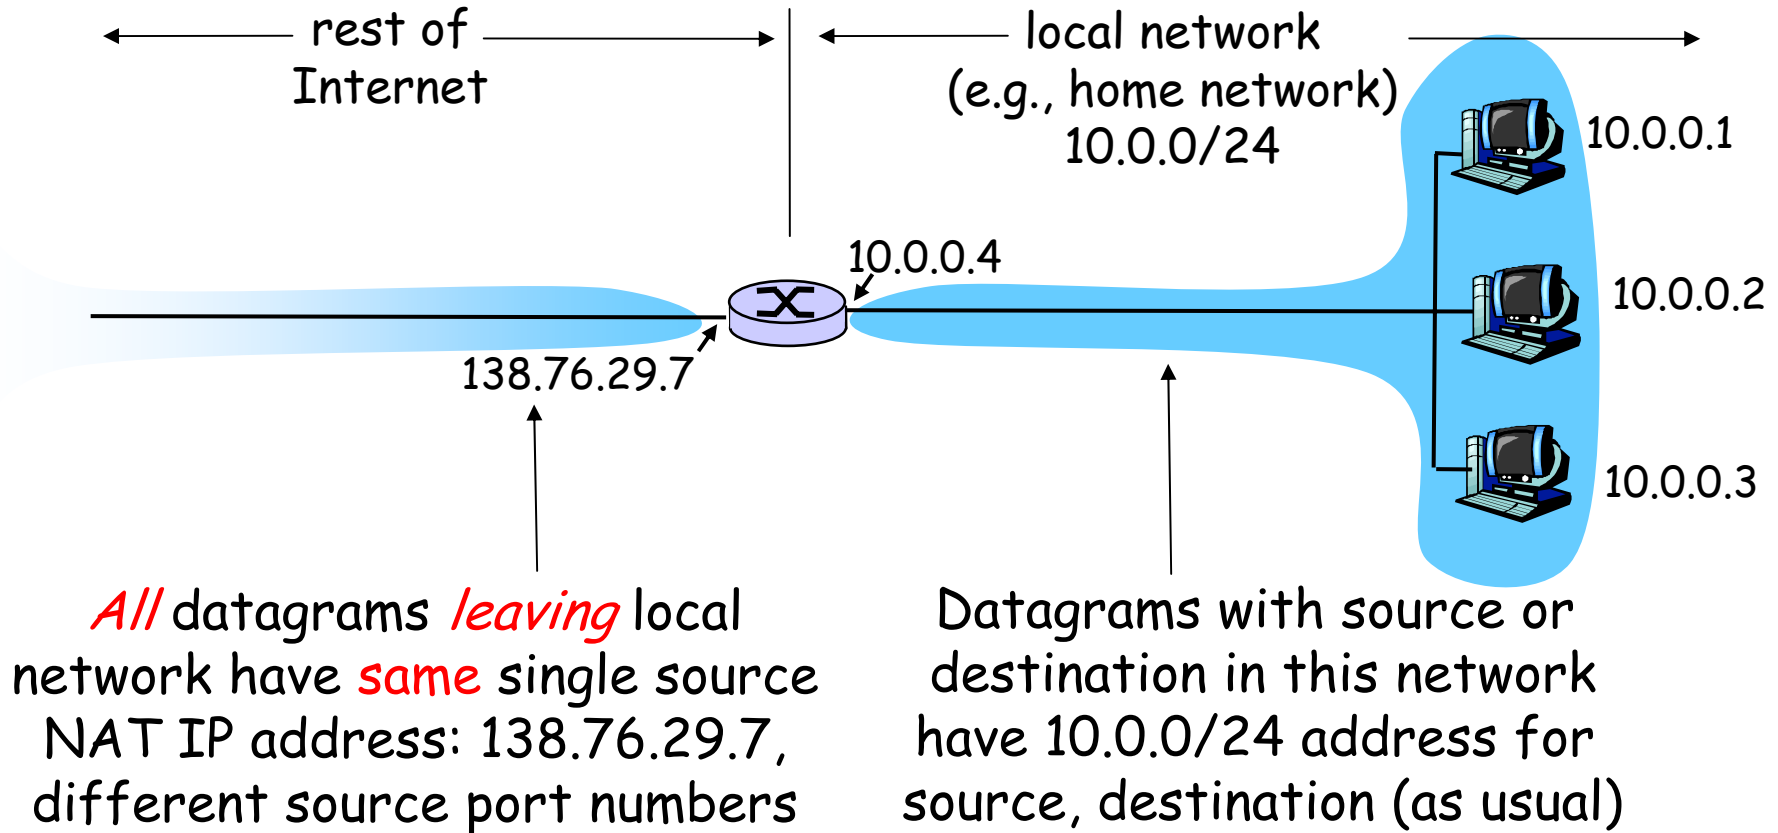 rest of
Internet
local network
(e.g., home network)
10.0.0/24
10.0.0.1
10.0.0.4
10.0.0.2
138.76.29.7
10.0.0.3
All datagrams leaving local
network have same single source
NAT IP address: 138.76.29.7,
different source port numbers
Datagrams with source or
destination in this network
have 10.0.0/24 address for
source, destination (as usual)